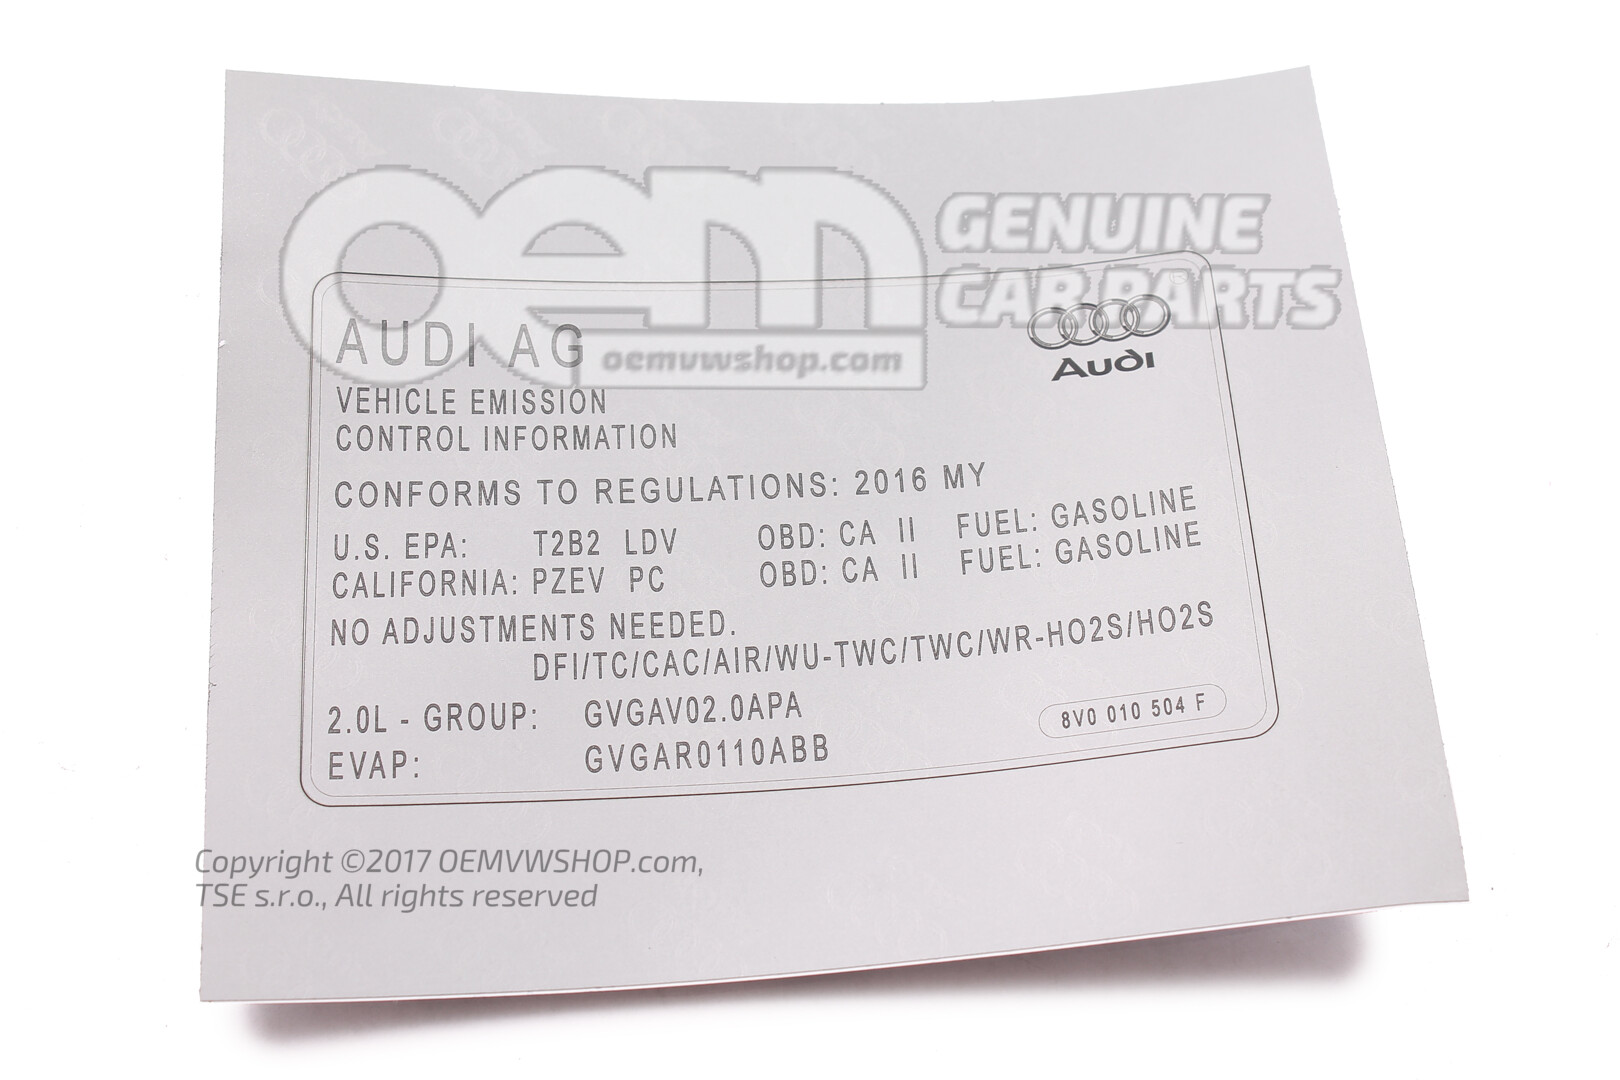 oem GENUINE
CAR PARTS
oemvwshop.com
AUDI AG
Audi
VEHICLE EMISSION
CONTROL INFORMATION
CONFORMS TO REGULATIONS: 2016 MY
U.S. EPA: T2B2 LDV OBD: CA II FUEL: GASOLINE
CALIFORNIA: PZEV PC OBD: CA II FUEL: GASOLINE
NO ADJUSTMENTS NEEDED.
DFI/TC/CAC/AIR/WU-TWC/TWC/WR-HO2S/HO2S
2.0L - GROUP: GVGAV02.0APA
EVAP: GVGAR0110ABB
8V0 010 504 F
Copyright ©2017 OEMVWSHOP.com,
TSE s.r.o., All rights reserved